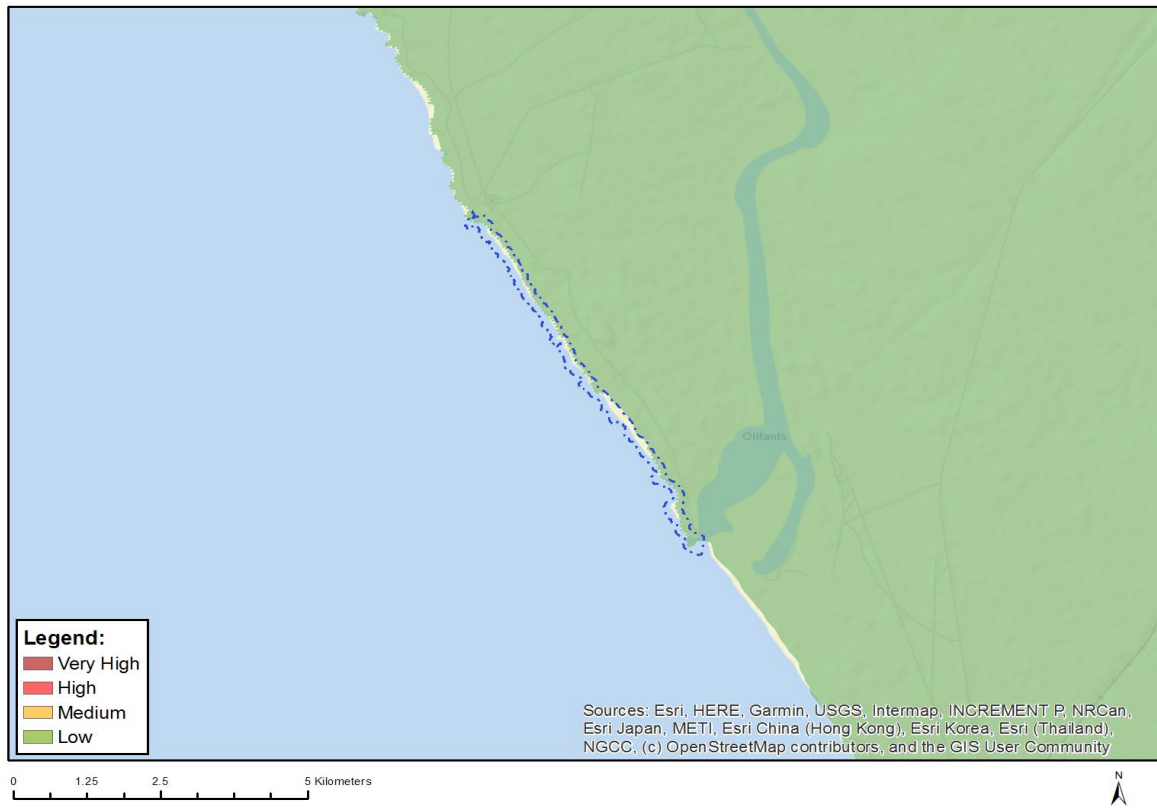 Olifants
Legend:
Very High
High
Medium
Low
Sources: Esri, HERE, Garmin, USGS, Intermap, INCREMENT P, NRCan,
Esri Japan, METI, Esri China (Hong Kong), Esri Korea, Esri (Thailand),
NGCC, (c) OpenStreetMap contributors, and the GIS User Community
0 1.25 2.5 5 Kilometers
N